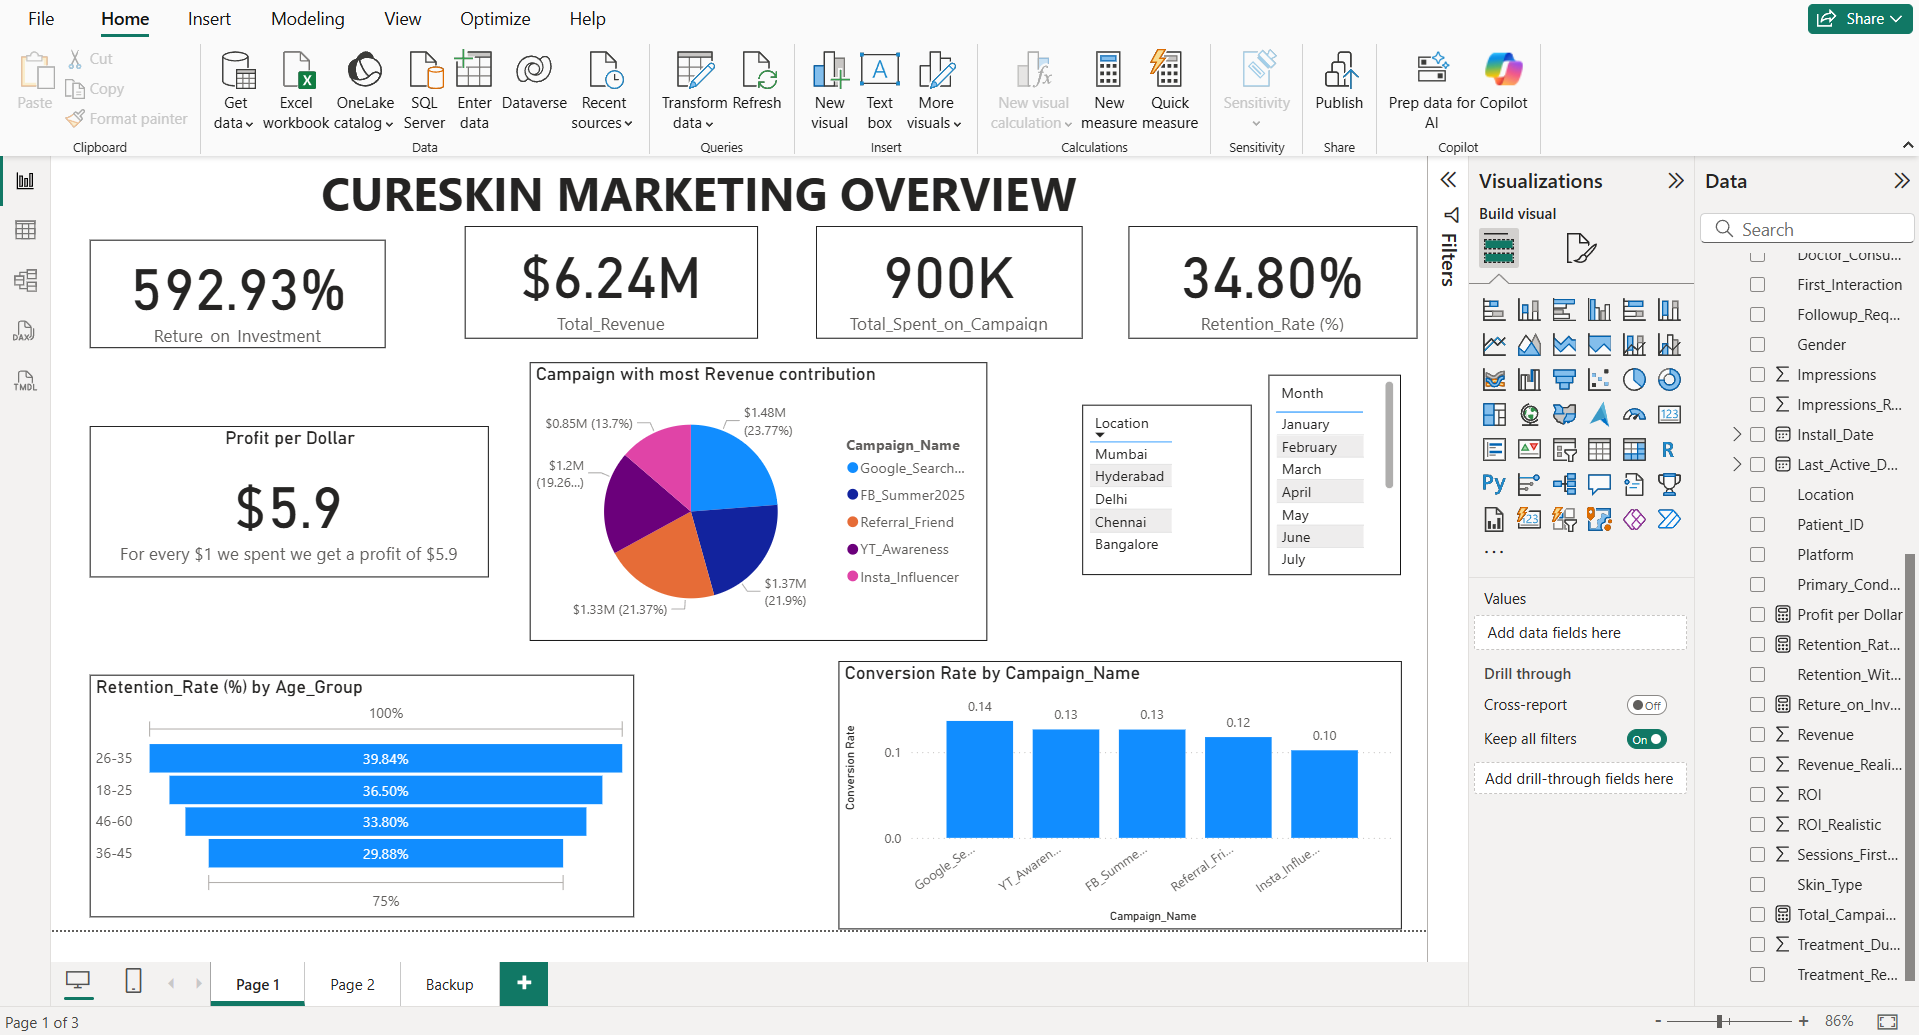 File
Home
Insert
Modeling
View
Optimize
Help
Share
Paste
Cut
Copy
Format painter
Clipboard
Get data
Excel workbook
OneLake catalog
SQL Server
Enter data
Dataverse
Recent sources
Data
Transform data
Refresh
Queries
New visual
Text box
More visuals
Insert
New visual calculation
New measure
Quick measure
Calculations
Sensitivity
Sensitivity
Publish
Share
Prep data for AI
Copilot
Copilot
DAX
TMDL
CURESKIN MARKETING OVERVIEW
592.93%
Reture_on_Investment
$6.24M
Total_Revenue
900K
Total_Spent_on_Campaign
34.80%
Retention_Rate (%)
Profit per Dollar
$5.9
For every $1 we spent we get a profit of $5.9
Campaign with most Revenue contribution
$1.48M (23.77%)
$1.37M (21.9%)
$1.33M (21.37%)
$1.2M (19.26...)
$0.85M (13.7%)
Campaign_Name
Google_Search...
FB_Summer2025
Referral_Friend
YT_Awareness
Insta_Influencer
Location
Mumbai
Hyderabad
Delhi
Chennai
Bangalore
Month
January
February
March
April
May
June
July
Retention_Rate (%) by Age_Group
100%
26-35 39.84%
18-25 36.50%
46-60 33.80%
36-45 29.88%
75%
Conversion Rate by Campaign_Name
Conversion Rate
0.1
0.0
0.14
0.13
0.13
0.12
0.10
Google_Se...
YT_Awaren...
FB_Summe...
Referral_Fri...
Insta_Influe...
Campaign_Name
Filters
Visualizations
Build visual
123
R
Py
123
...
Values
Add data fields here
Drill through
Cross-report
Off
Keep all filters
On
Add drill-through fields here
Data
Search
Doctor_Consu...
First_Interaction
Followup_Req...
Gender
Impressions
Impressions_R...
Install_Date
Last_Active_D...
Location
Patient_ID
Platform
Primary_Cond...
Profit per Dollar
Retention_Rat...
Retention_Wit...
Reture_on_Inv...
Revenue
Revenue_Reali...
ROI
ROI_Realistic
Sessions_First...
Skin_Type
Total_Campai...
Treatment_Du...
Treatment_Re...
Page 1
Page 2
Backup
+
Page 1 of 3
- + 86%